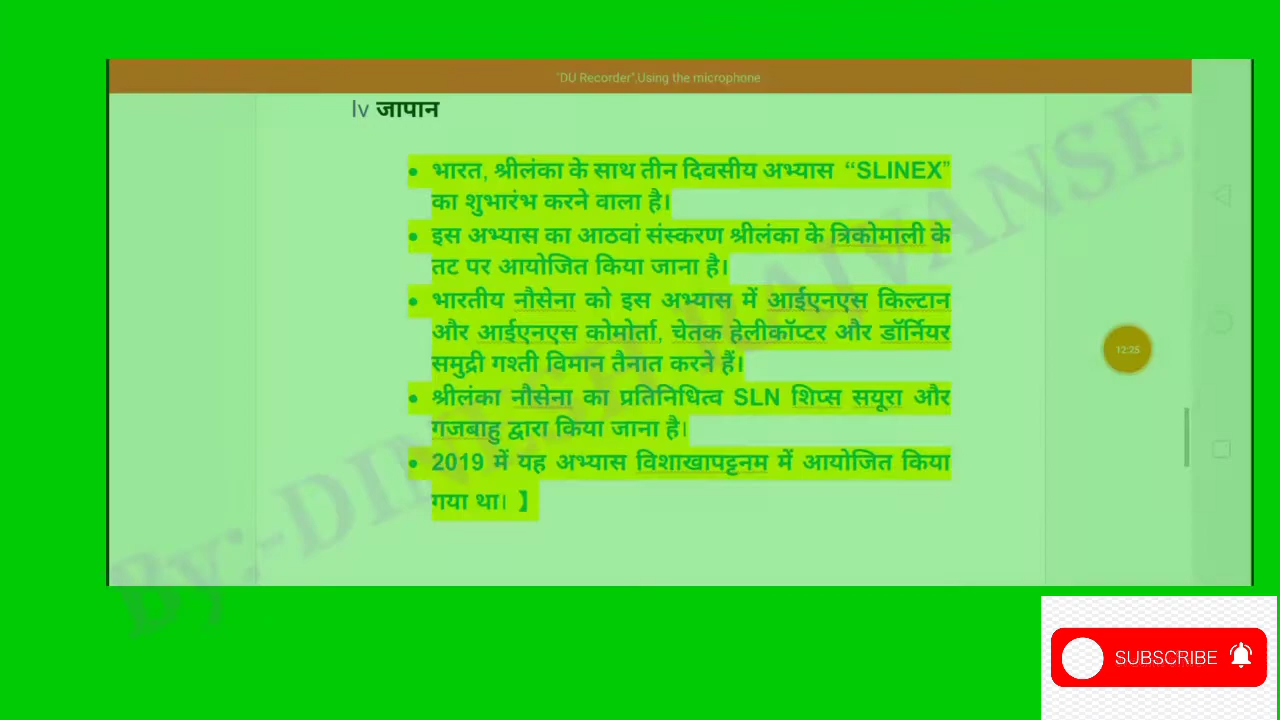 "DU Recorder",Using the microphone
lv जापान
• भारत, श्रीलंका के साथ तीन दिवसीय अभ्यास “SLINEX”
का शुभारंभ करने वाला है।
• इस अभ्यास का आठवां संस्करण श्रीलंका के त्रिकोमाली के
तट पर आयोजित किया जाना है।
• भारतीय नौसेना को इस अभ्यास में आईएनएस किल्टान
और आईएनएस कोमोर्ता, चेतक हेलीकॉप्टर और डॉर्नियर
समुद्री गश्ती विमान तैनात करने हैं।
• श्रीलंका नौसेना का प्रतिनिधित्व SLN शिप्स सयूरा और
गजबाहु द्वारा किया जाना है।
• 2019 में यह अभ्यास विशाखापट्टनम में आयोजित किया
गया था। 】
12:25
SUBSCRIBE